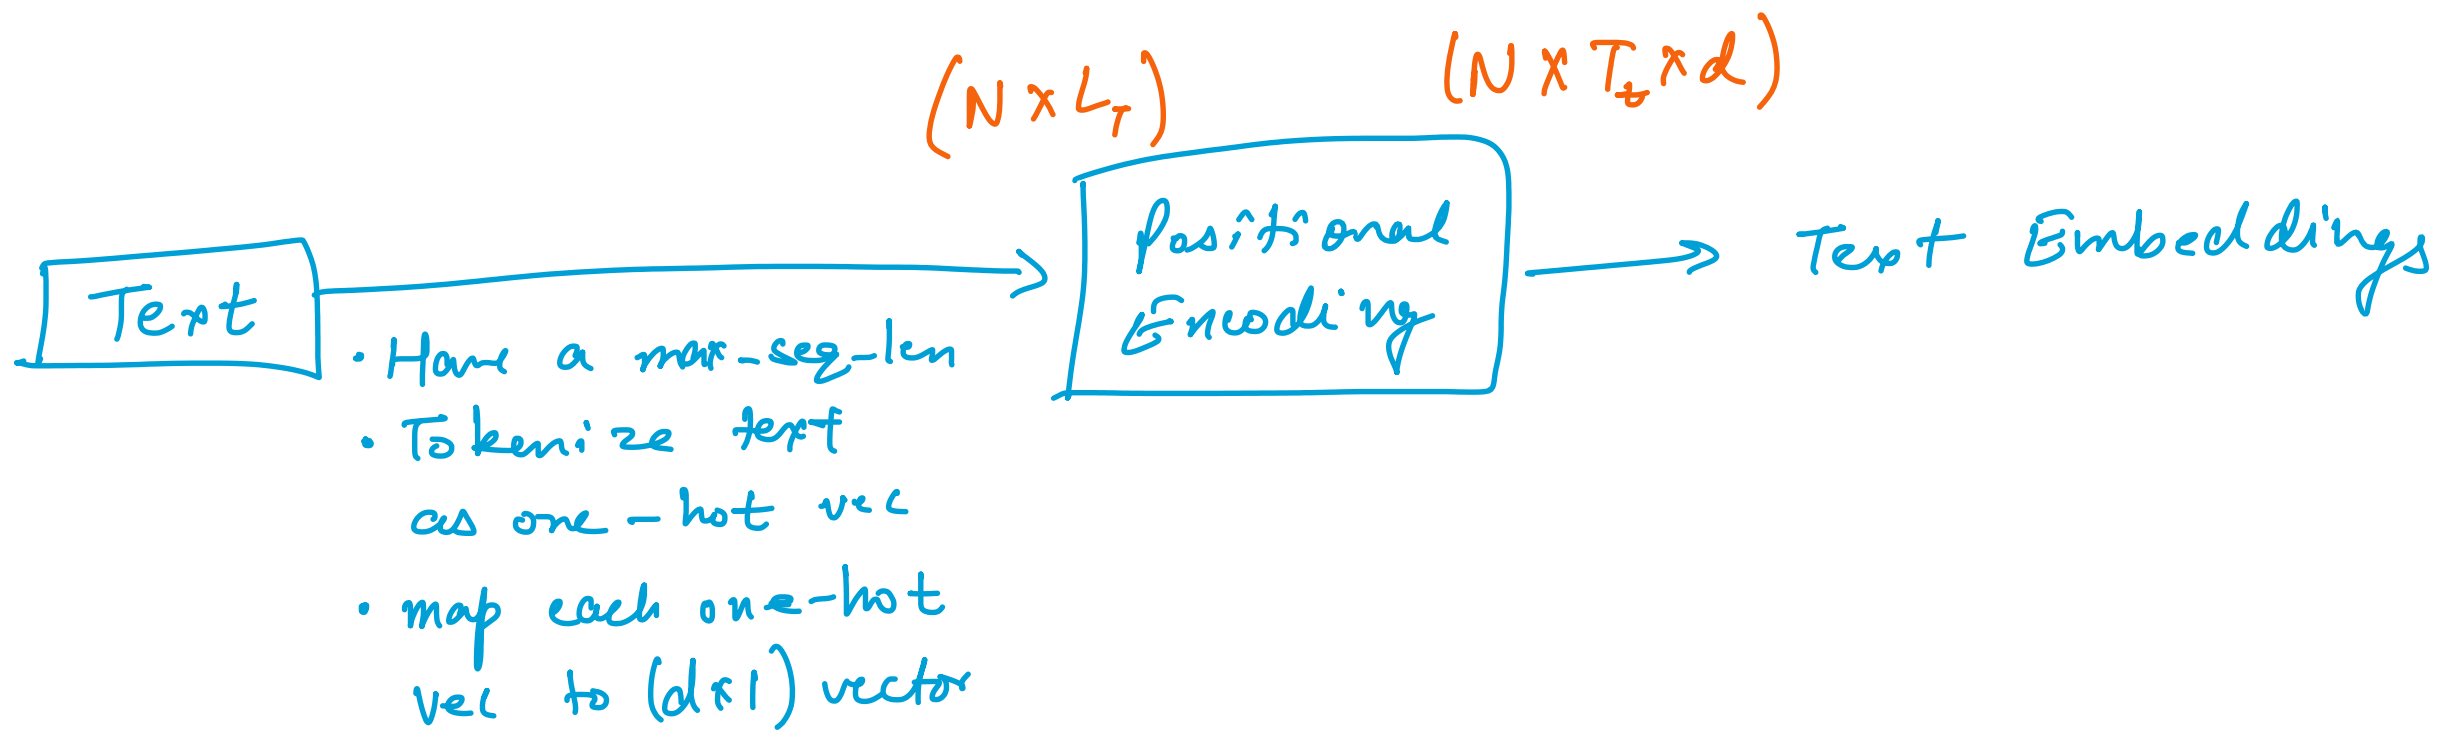 (N × L_T)
(N × T_t × d)
Text
Positional
Encoding
Text Embeddings
• Have a max_seq_len
• Tokenize text
as one-hot vec
• map each one-hot
vec to (d×1) vector